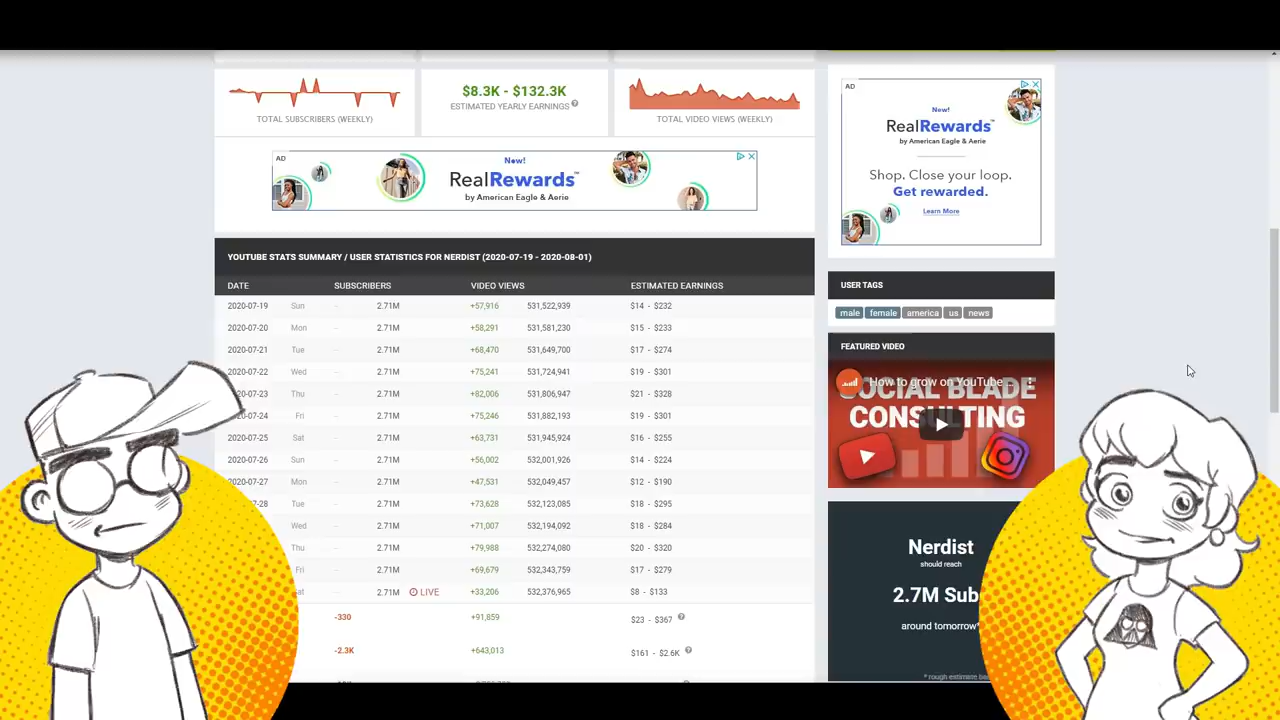 $8.3K - $132.3K
ESTIMATED YEARLY EARNINGS
TOTAL SUBSCRIBERS (WEEKLY)
TOTAL VIDEO VIEWS (WEEKLY)
AD
New!
RealRewards™
by American Eagle & Aerie
AD
New!
RealRewards™
by American Eagle & Aerie
Shop. Close your loop.
Get rewarded.
Learn More
YOUTUBE STATS SUMMARY / USER STATISTICS FOR NERDIST (2020-07-19 - 2020-08-01)
DATE SUBSCRIBERS VIDEO VIEWS ESTIMATED EARNINGS
2020-07-19 Sun -- 2.71M +57,916 531,522,939 $14 - $232
2020-07-20 Mon -- 2.71M +58,291 531,581,230 $15 - $233
2020-07-21 Tue -- 2.71M +68,470 531,649,700 $17 - $274
2020-07-22 Wed -- 2.71M +75,241 531,724,941 $19 - $301
2020-07-23 Thu -- 2.71M +82,006 531,806,947 $21 - $328
-07-24 Fri -- 2.71M +75,246 531,882,193 $19 - $301
-07-25 Sat -- 2.71M +63,731 531,945,924 $16 - $255
-07-26 Sun -- 2.71M +56,002 532,001,926 $14 - $224
-07-27 Mon -- 2.71M +47,531 532,049,457 $12 - $190
-28 Tue -- 2.71M +73,628 532,123,085 $18 - $295
Wed -- 2.71M +71,007 532,194,092 $18 - $284
Thu -- 2.71M +79,988 532,274,080 $20 - $320
Fri -- 2.71M +69,679 532,343,759 $17 - $279
Sat -- 2.71M LIVE +33,206 532,376,965 $8 - $133
-330 +91,859 $23 - $367
-2.3K +643,013 $161 - $2.6K
USER TAGS
male female america us news
FEATURED VIDEO
How to grow on YouTube...
SOCIAL BLADE
CONSULTING
Nerdist
should reach
2.7M Sub
around tomorrow*
* rough estimate ba